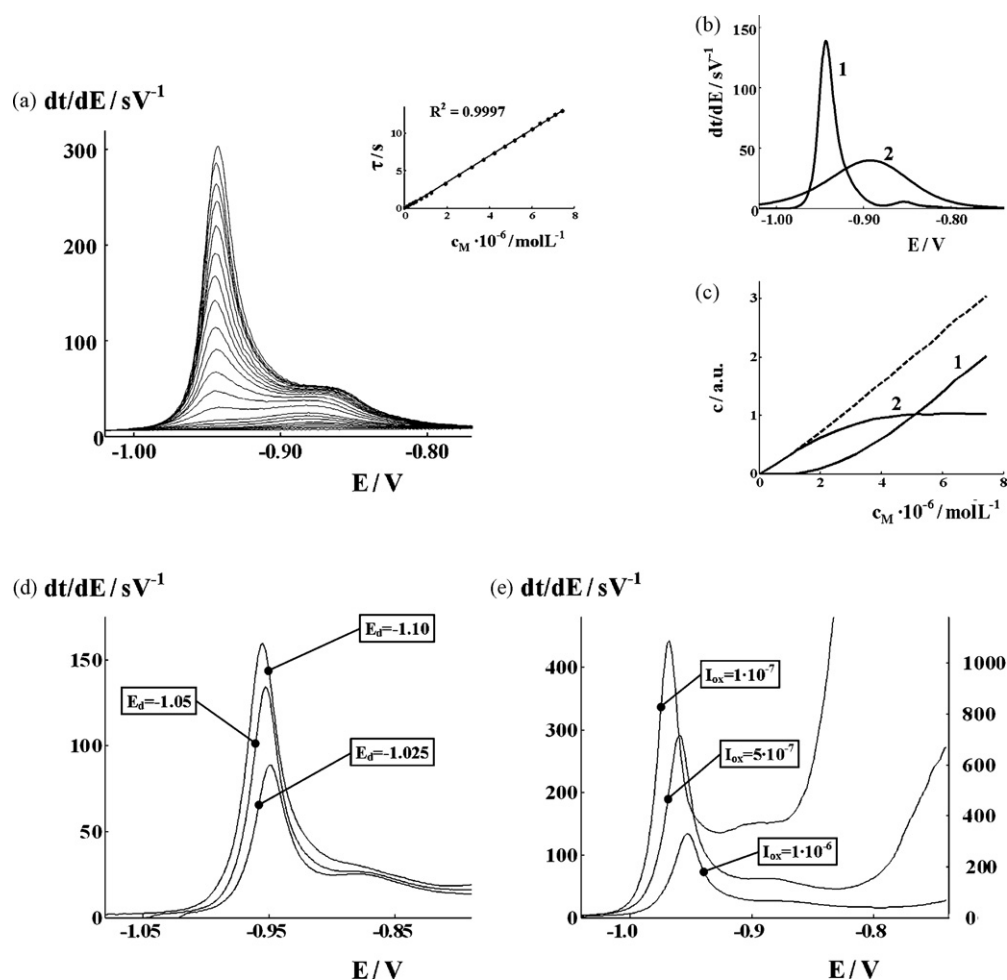 (a) dt/dE / sV⁻¹
300
200
100
0
-1.00
-0.90
-0.80
E / V
R² = 0.9997
τ / s
10
5
0
0
2
4
6
8
c_M ·10⁻⁶ / molL⁻¹
(b)
dt/dE / sV⁻¹
150
100
50
0
1
2
-1.00
-0.90
-0.80
E / V
(c)
c / a.u.
3
2
1
0
1
2
0
2
4
6
8
c_M ·10⁻⁶ / molL⁻¹
(d) dt/dE / sV⁻¹
150
100
50
0
E_d=-1.10
E_d=-1.05
E_d=-1.025
-1.05
-0.95
-0.85
E / V
(e) dt/dE / sV⁻¹
400
300
200
100
0
I_ox=1·10⁻⁷
I_ox=5·10⁻⁷
I_ox=1·10⁻⁶
1000
800
600
400
200
0
-1.0
-0.9
-0.8
E / V